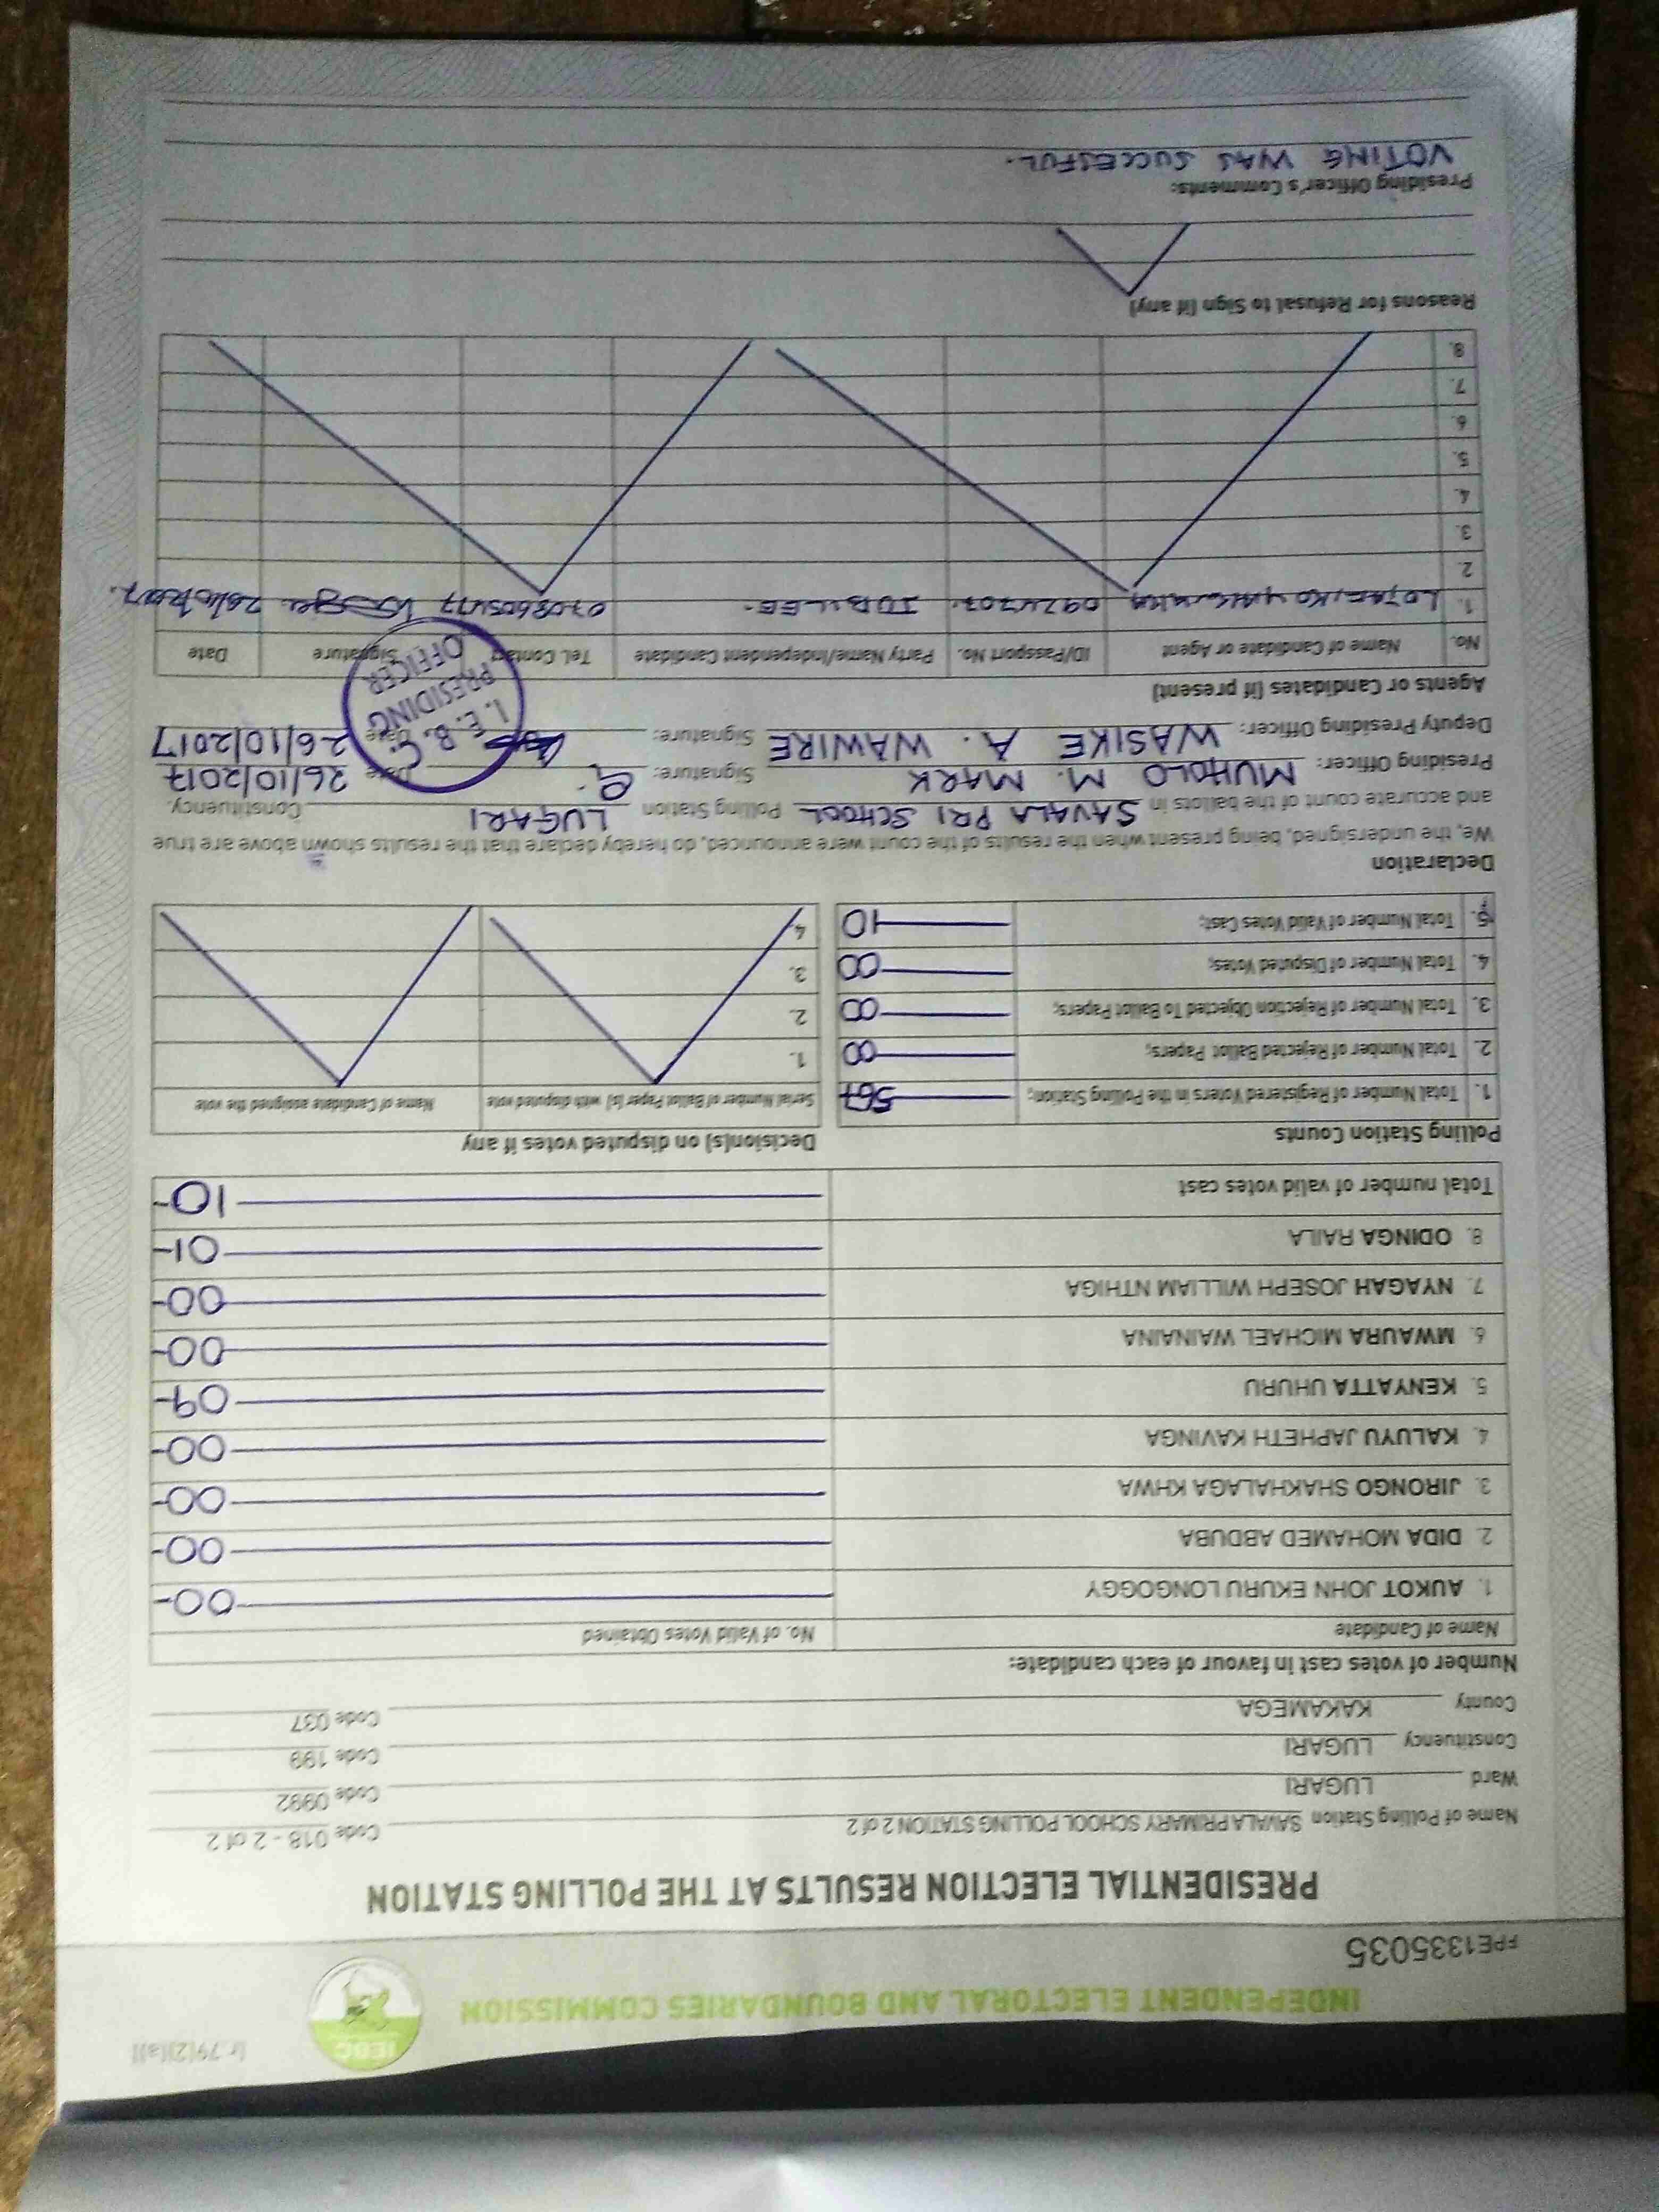 (r.79(2)(a))
IEBC
INDEPENDENT ELECTORAL AND BOUNDARIES COMMISSION
FPE1335035
PRESIDENTIAL ELECTION RESULTS AT THE POLLING STATION
Name of Polling Station SAVALA PRIMARY SCHOOL POLLING STATION 2 of 2 Code 018 - 2 of 2
Ward LUGARI Code 0992
Constituency LUGARI Code 199
County KAKAMEGA Code 037
Number of votes cast in favour of each candidate:
Name of Candidate No. of Valid Votes Obtained
1. AUKOT JOHN EKURU LONGOGGY 00
2. DIDA MOHAMED ABDUBA 00
3. JIRONGO SHAKHALAGA KHWA 00
4. KALUYU JAPHETH KAVINGA 00
5. KENYATTA UHURU 09
6. MWAURA MICHAEL WAINAINA 00
7. NYAGAH JOSEPH WILLIAM NTHIGA 00
8. ODINGA RAILA 01
Total number of valid votes cast 10
Polling Station Counts Decision(s) on disputed votes if any
1. Total Number of Registered Voters in the Polling Station; 567 Serial Number of Ballot Paper (s) with disputed vote Name of Candidate assigned the vote
2. Total Number of Rejected Ballot Papers; 00 1.
3. Total Number of Rejection Objected To Ballot Papers; 00 2.
4. Total Number of Disputed Votes; 00 3.
5. Total Number of Valid Votes Cast; 10 4
Declaration
We, the undersigned, being present when the results of the count were announced, do hereby declare that the results shown above are true
and accurate count of the ballots in SAVALA PRI SCHOOL Polling Station LUGARI Constituency.
Presiding Officer: MUHOLO M. MARK Signature: Date 26/10/2017
Deputy Presiding Officer: WASIKE A. WAWIRE Signature: Date 26/10/2017
I. E. B. C.
PRESIDING
OFFICER
Agents or Candidates (if present)
No. Name of Candidate or Agent ID/Passport No. Party Name/Independent Candidate Tel. Contact Signature Date
1. JUBILEE.
2.
3.
4.
5.
6.
7.
8.
Reasons for Refusal to Sign (if any)
Presiding Officer's Comments:
VOTING WAS SUCCESFUL.